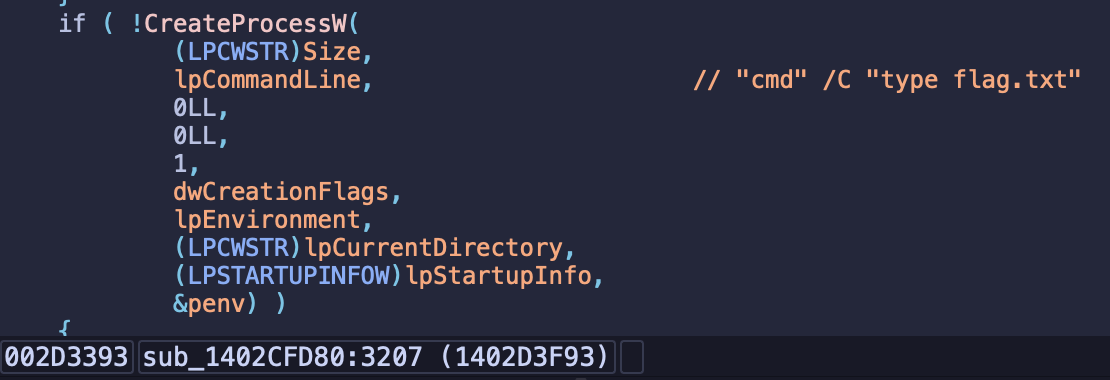 }
if ( !CreateProcessW(
(LPCWSTR)Size,
lpCommandLine, // "cmd" /C "type flag.txt"
0LL,
0LL,
1,
dwCreationFlags,
lpEnvironment,
(LPCWSTR)lpCurrentDirectory,
(LPSTARTUPINFOW)lpStartupInfo,
&penv) )
{
002D3393 sub_1402CFD80:3207 (1402D3F93)